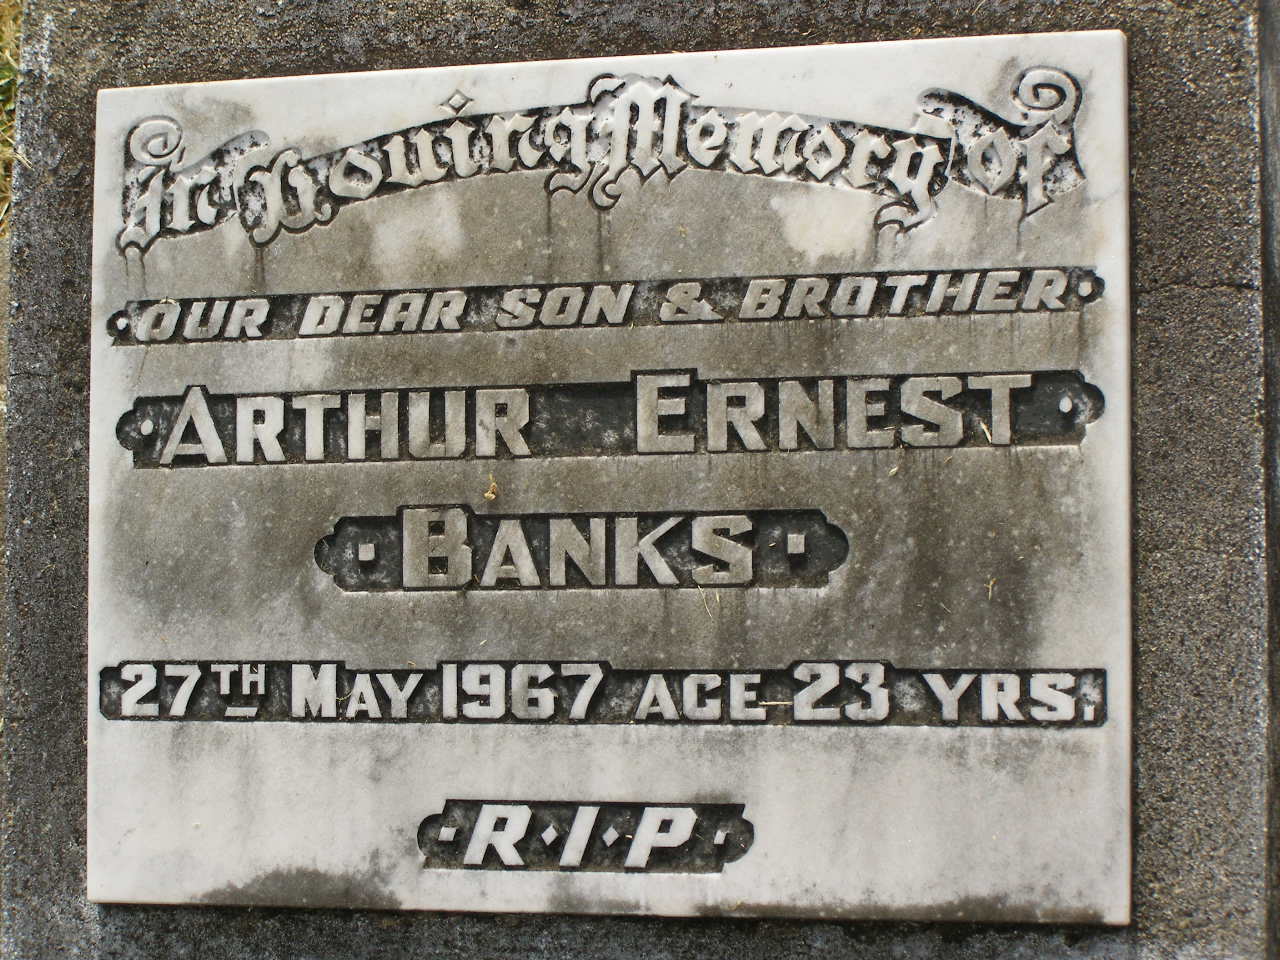 In Loving Memory of
OUR DEAR SON & BROTHER
ARTHUR ERNEST
BANKS
27TH MAY 1967 AGE 23 YRS.
R·I·P